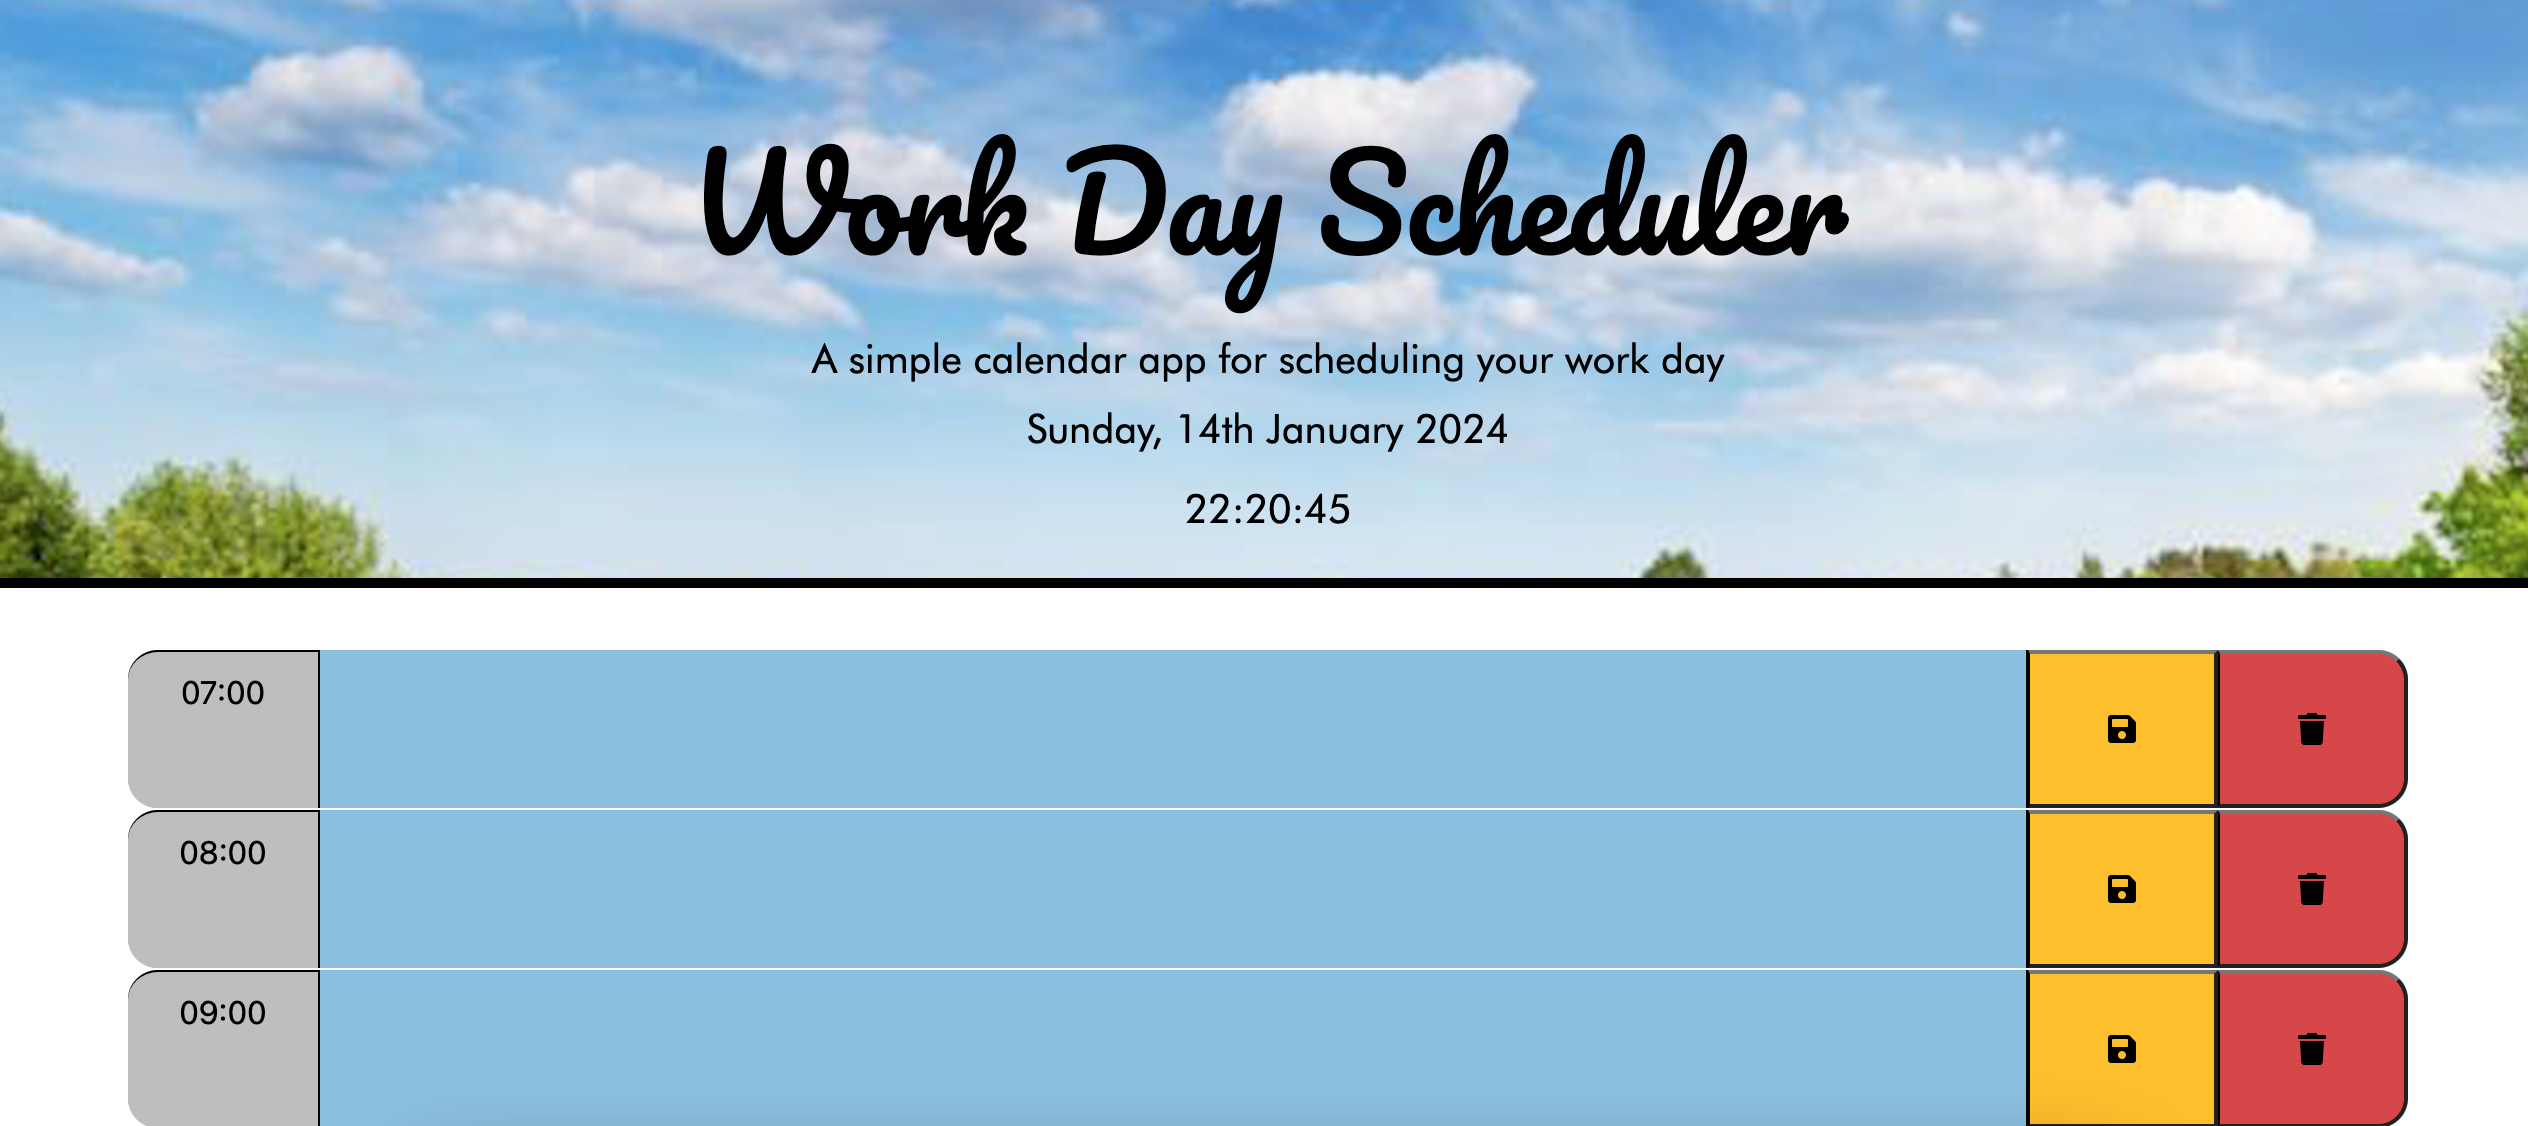 Work Day Scheduler
A simple calendar app for scheduling your work day
Sunday, 14th January 2024
22:20:45
07:00
08:00
09:00